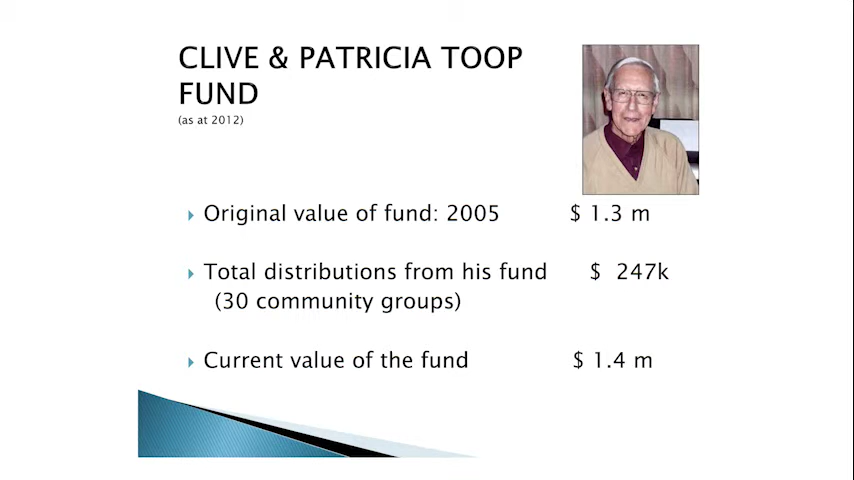 CLIVE & PATRICIA TOOP
FUND
(as at 2012)
Original value of fund: 2005 $ 1.3 m
Total distributions from his fund $ 247k
(30 community groups)
Current value of the fund $ 1.4 m